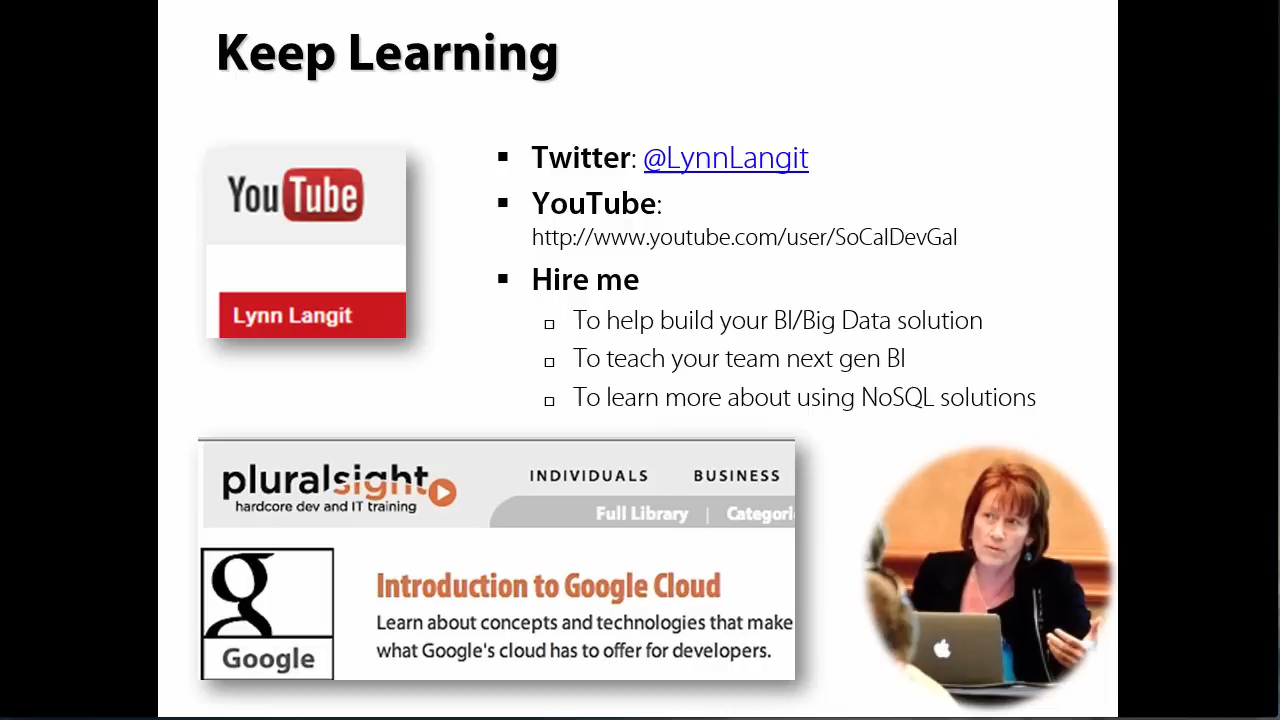 Keep Learning
YouTube
Lynn Langit
▪ Twitter: @LynnLangit
▪ YouTube:
http://www.youtube.com/user/SoCalDevGal
▪ Hire me
▫ To help build your BI/Big Data solution
▫ To teach your team next gen BI
▫ To learn more about using NoSQL solutions
pluralsight
hardcore dev and IT training
INDIVIDUALS BUSINESS
Full Library | Categori
g
Google
Introduction to Google Cloud
Learn about concepts and technologies that make
what Google's cloud has to offer for developers.